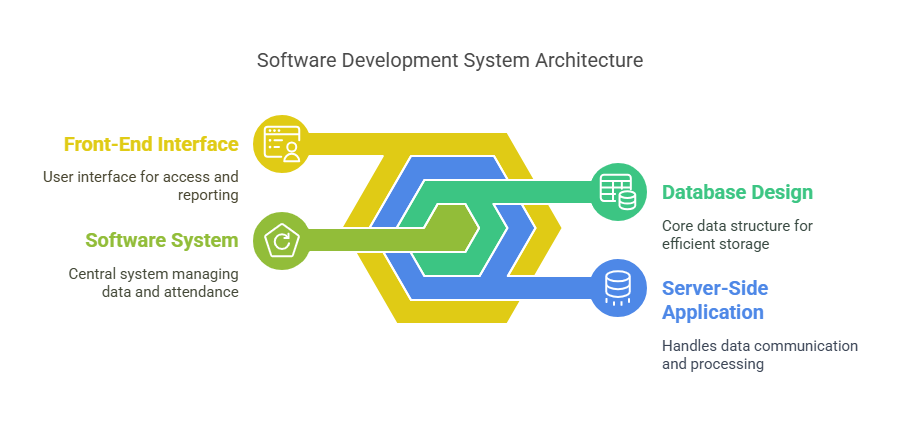 Software Development System Architecture
Front-End Interface
User interface for access and
reporting
Software System
Central system managing
data and attendance
Database Design
Core data structure for
efficient storage
Server-Side
Application
Handles data communication
and processing